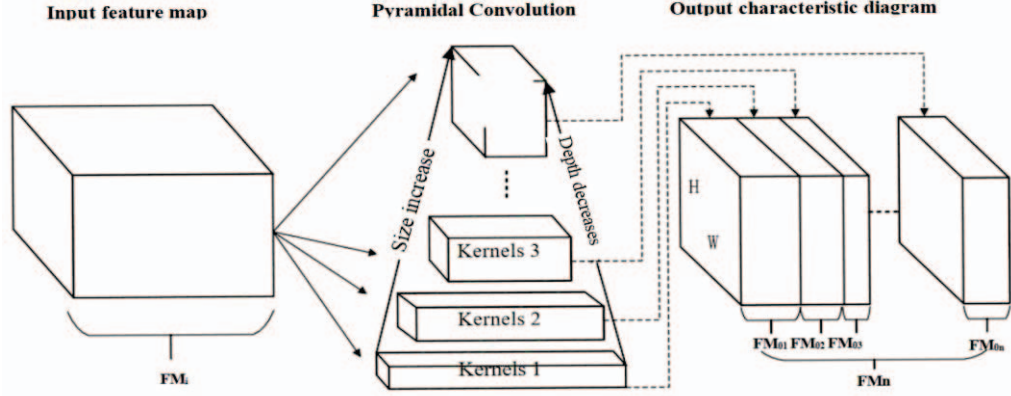 Input feature map
Pyramidal Convolution
Output characteristic diagram
Size increase
Depth decreases
Kernels 3
Kernels 2
Kernels 1
H
W
FMᵢ
FM₀₁ FM₀₂ FM₀₃
FM₀ₙ
FMn